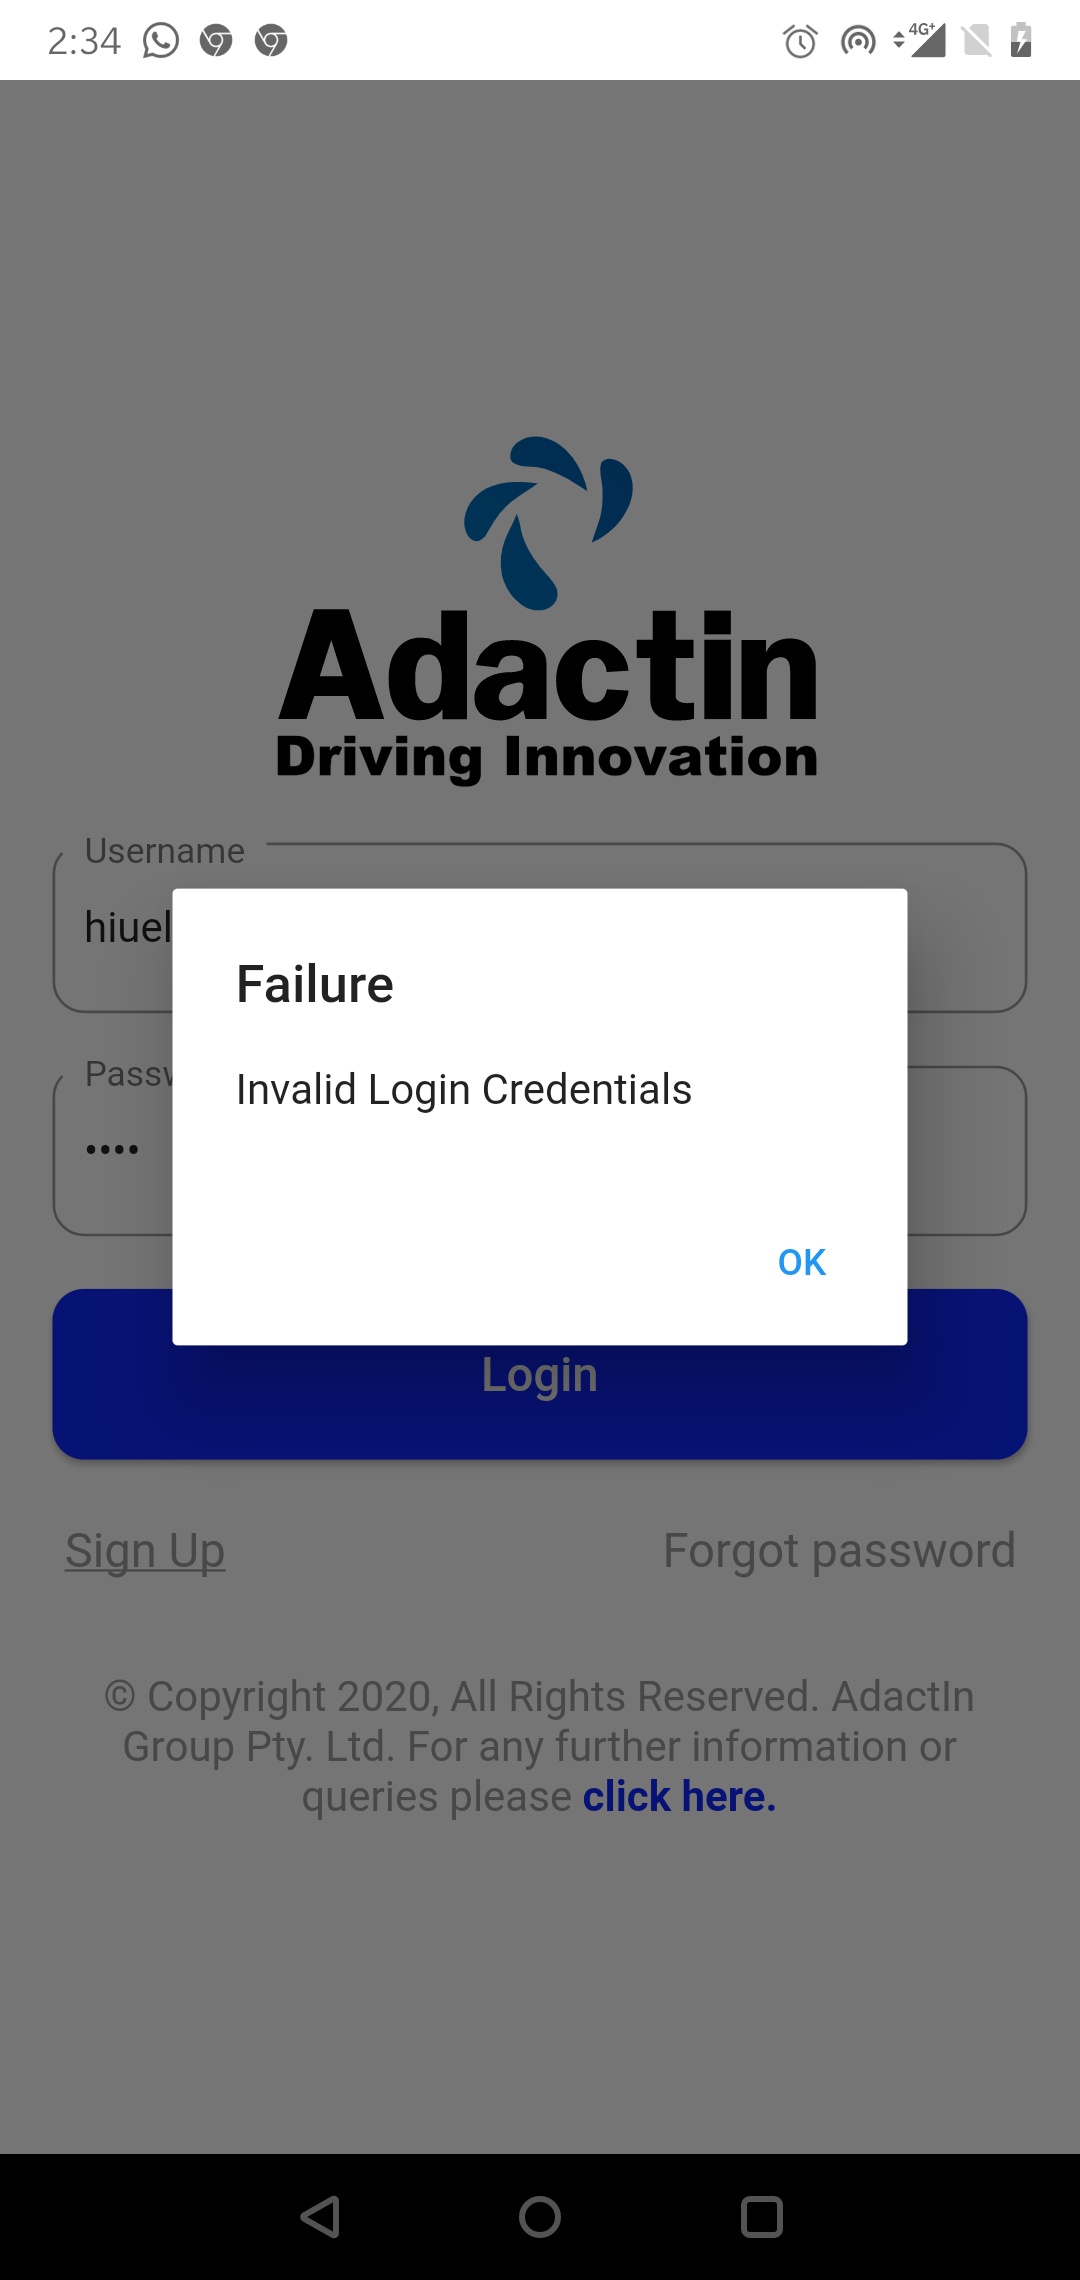 2:34
4G+
Adactin
Driving Innovation
Username
hiuel
Failure
Invalid Login Credentials
••••
OK
Login
Sign Up
Forgot password
© Copyright 2020, All Rights Reserved. AdactIn
Group Pty. Ltd. For any further information or
queries please click here.